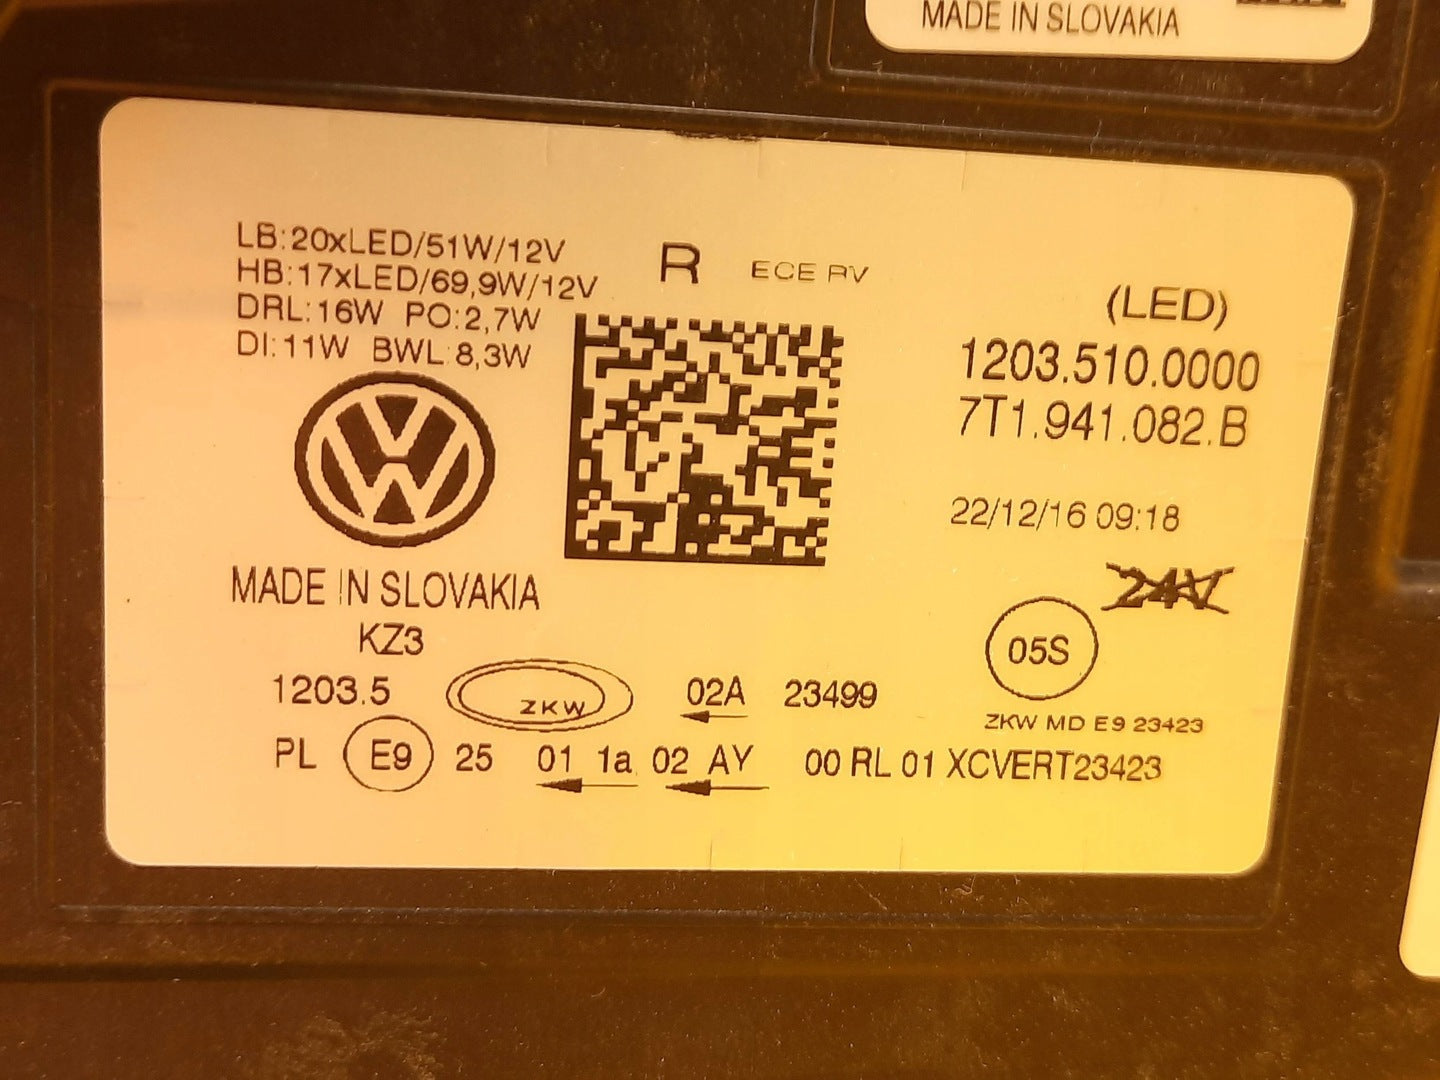 MADE IN SLOVAKIA
LB:20xLED/51W/12V
HB:17xLED/69,9W/12V
DRL:16W PO:2,7W
DI:11W BWL:8,3W
R ECE RV
(LED)
1203.510.0000
7T1.941.082.B
22/12/16 09:18
MADE IN SLOVAKIA
KZ3
24V
05S
1203.5 ZKW 02A 23499
ZKW MD E9 23423
PL E9 25 01 1a 02 AY 00 RL 01 XCVERT23423